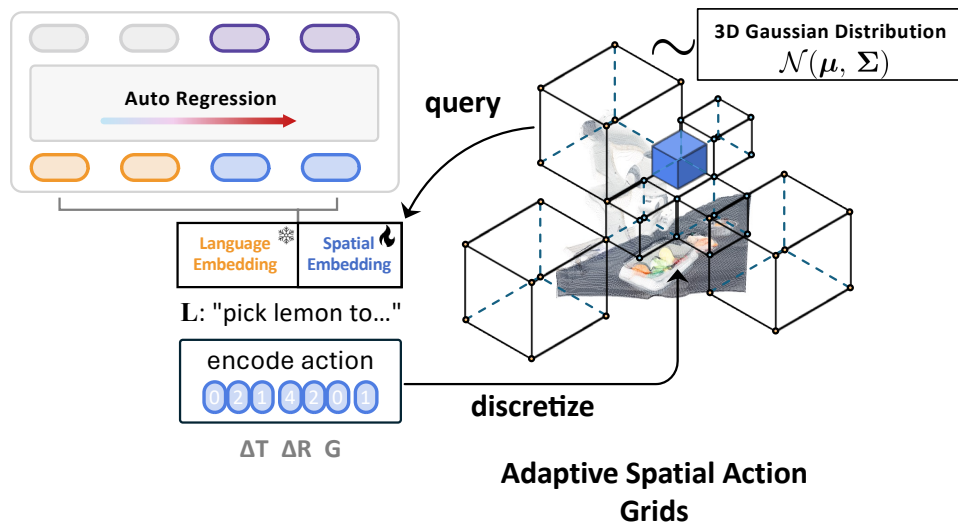 3D Gaussian Distribution
𝒩(μ, Σ)
Auto Regression
query
Language
Embedding
Spatial
Embedding
L: "pick lemon to..."
encode action
0 2 1 4 2 0 1
discretize
ΔT ΔR G
Adaptive Spatial Action
Grids